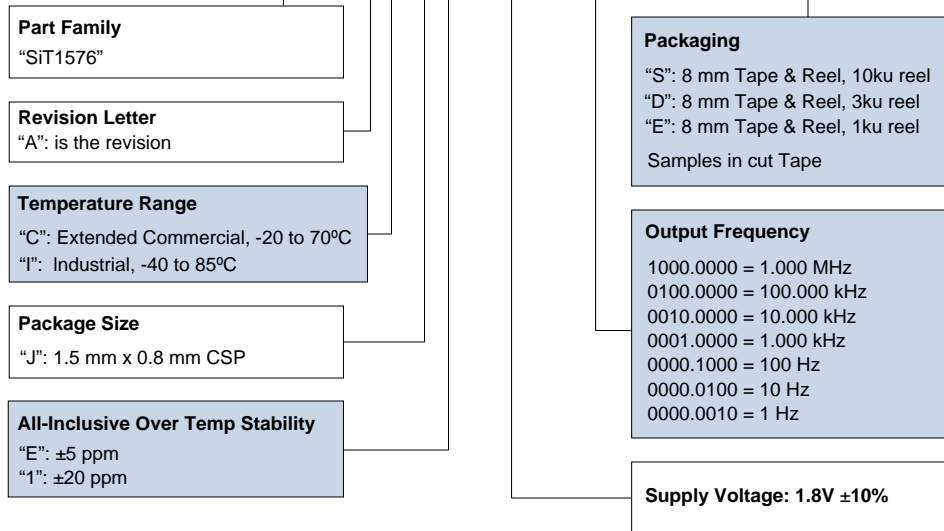 Part Family
“SiT1576”
Revision Letter
“A”: is the revision
Temperature Range
“C”: Extended Commercial, -20 to 70ºC
“I”: Industrial, -40 to 85ºC
Package Size
“J”: 1.5 mm x 0.8 mm CSP
All-Inclusive Over Temp Stability
“E”: ±5 ppm
“1”: ±20 ppm
Packaging
“S”: 8 mm Tape & Reel, 10ku reel
“D”: 8 mm Tape & Reel, 3ku reel
“E”: 8 mm Tape & Reel, 1ku reel
Samples in cut Tape
Output Frequency
1000.0000 = 1.000 MHz
0100.0000 = 100.000 kHz
0010.0000 = 10.000 kHz
0001.0000 = 1.000 kHz
0000.1000 = 100 Hz
0000.0100 = 10 Hz
0000.0010 = 1 Hz
Supply Voltage: 1.8V ±10%